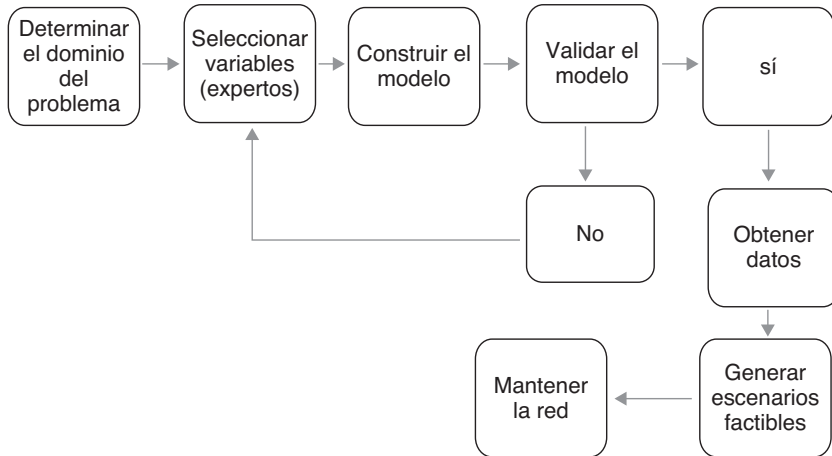 Determinar
el dominio
del
problema
Seleccionar
variables
(expertos)
Construir el
modelo
Validar el
modelo
sí
No
Obtener
datos
Mantener
la red
Generar
escenarios
factibles